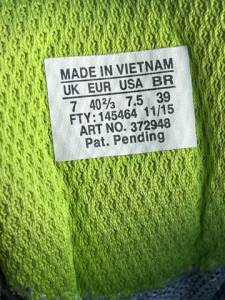 MADE IN VIETNAM
UK EUR USA BR
7 40⅔ 7.5 39
FTY:145464 11/15
ART NO. 372948
Pat. Pending